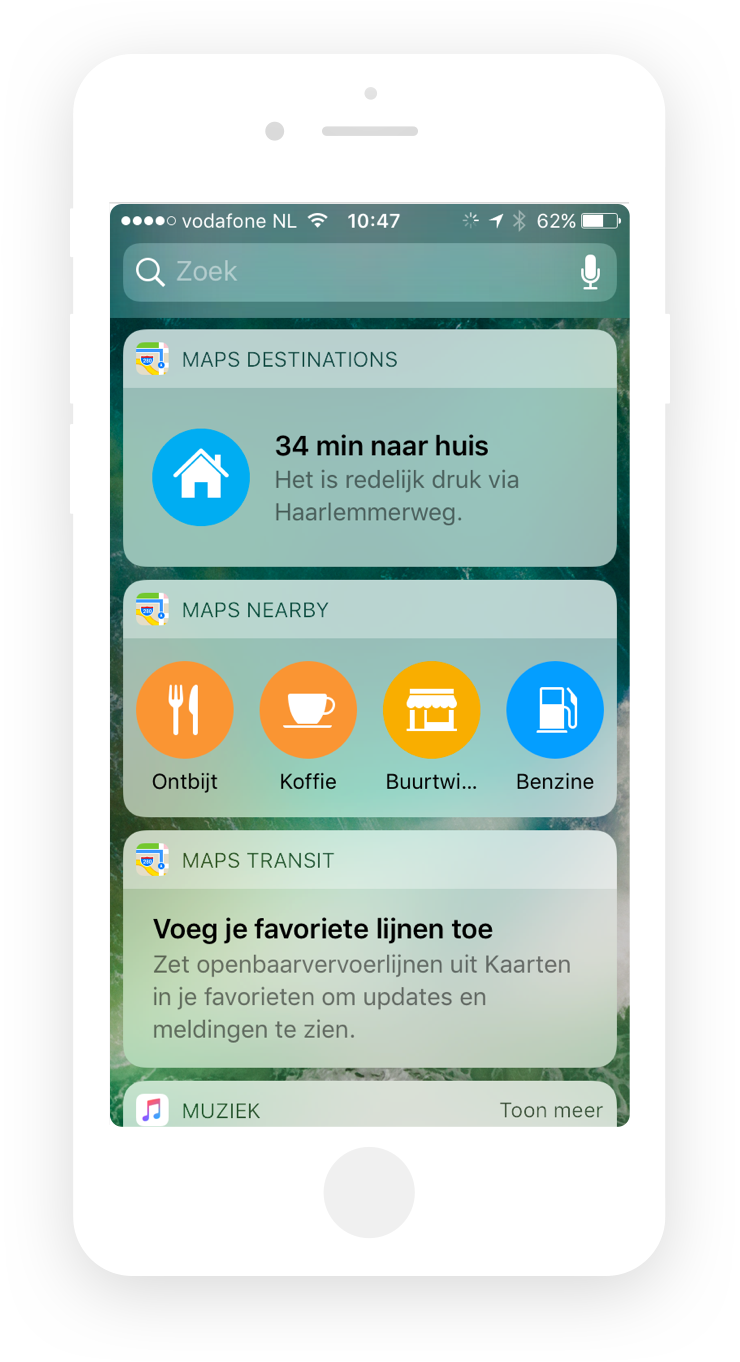 vodafone NL 10:47 62%
Zoek
MAPS DESTINATIONS
34 min naar huis
Het is redelijk druk via
Haarlemmerweg.
MAPS NEARBY
Ontbijt Koffie Buurtwi... Benzine
MAPS TRANSIT
Voeg je favoriete lijnen toe
Zet openbaarvervoerlijnen uit Kaarten
in je favorieten om updates en
meldingen te zien.
MUZIEK Toon meer